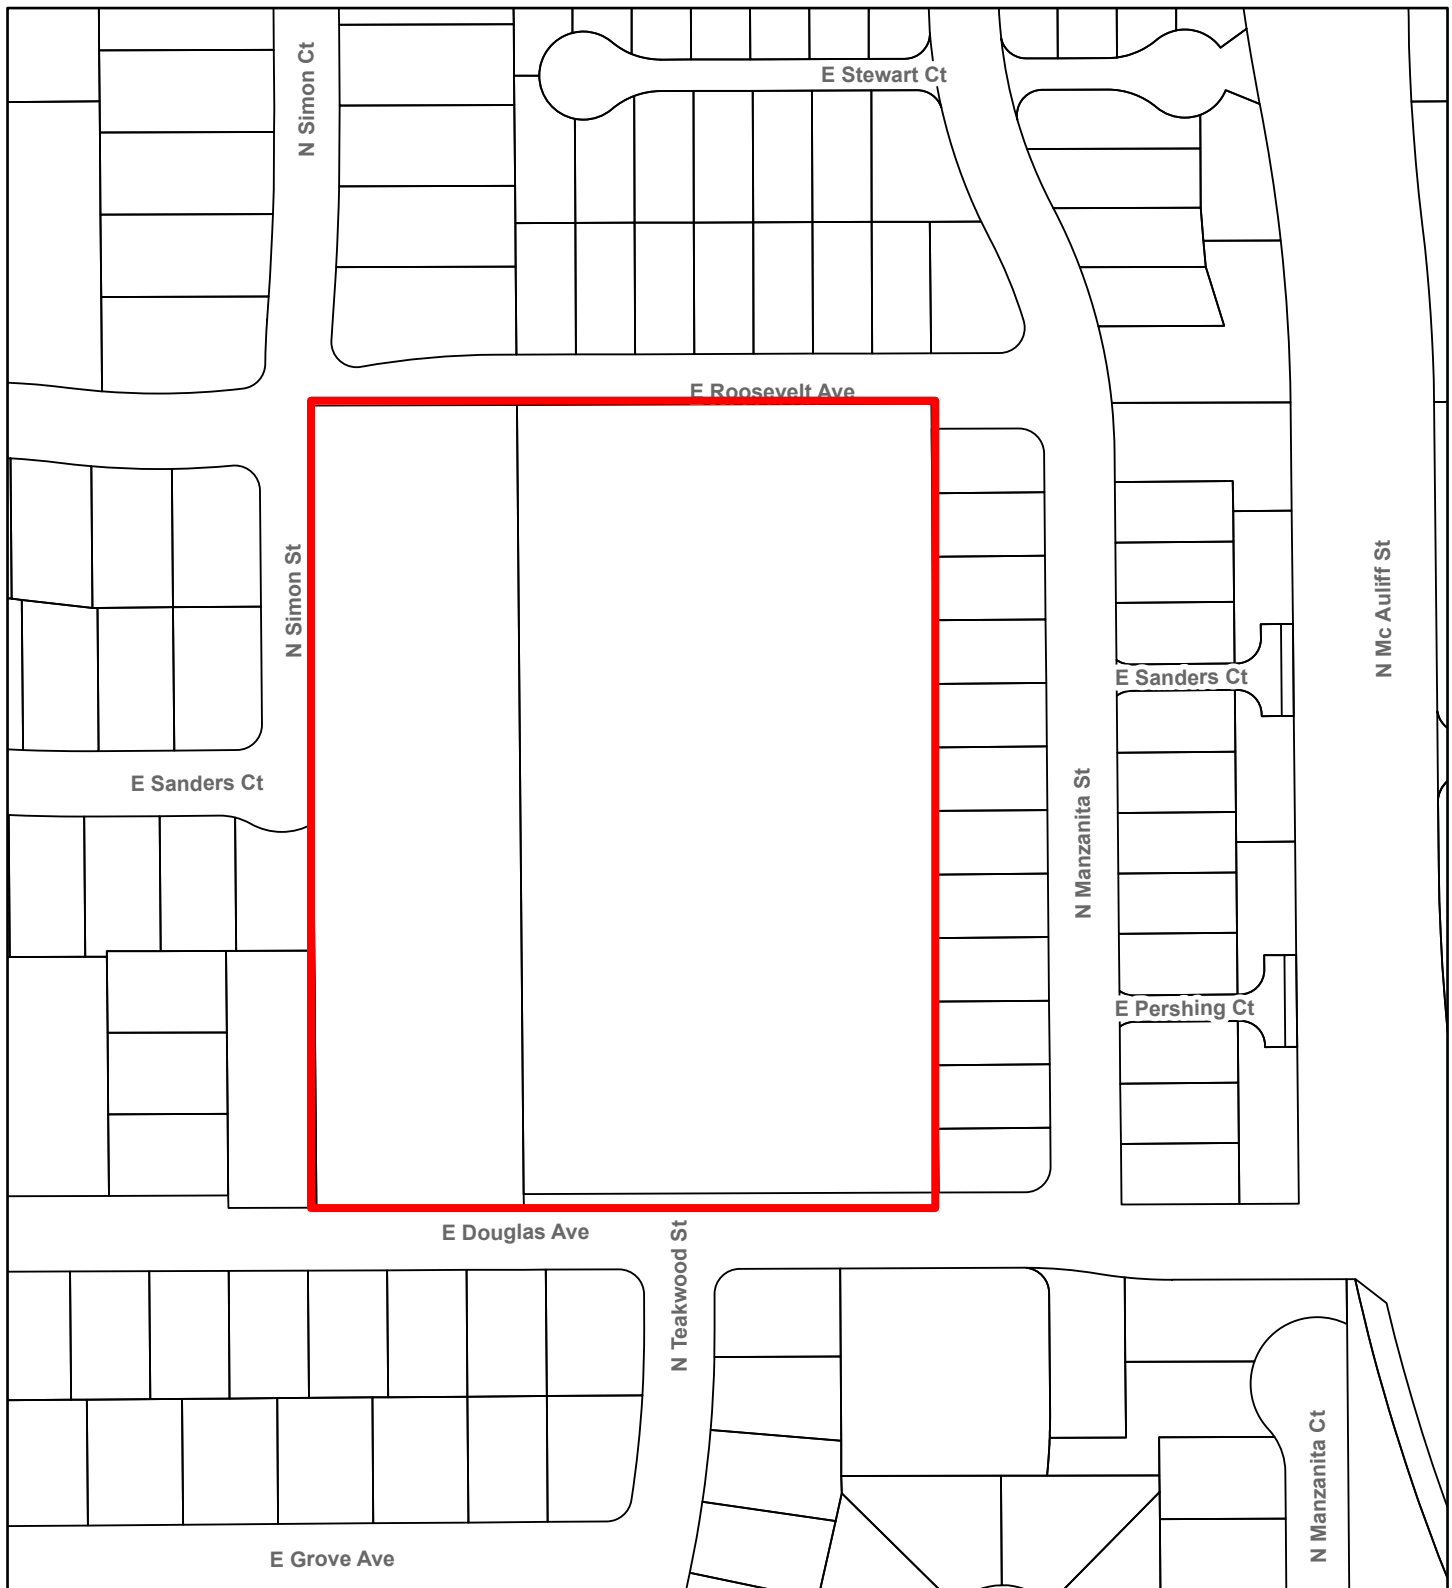 N Simon Ct
E Stewart Ct
E Roosevelt Ave
N Simon St
N Mc Auliff St
E Sanders Ct
E Sanders Ct
N Manzanita St
E Pershing Ct
E Douglas Ave
N Teakwood St
N Manzanita Ct
E Grove Ave